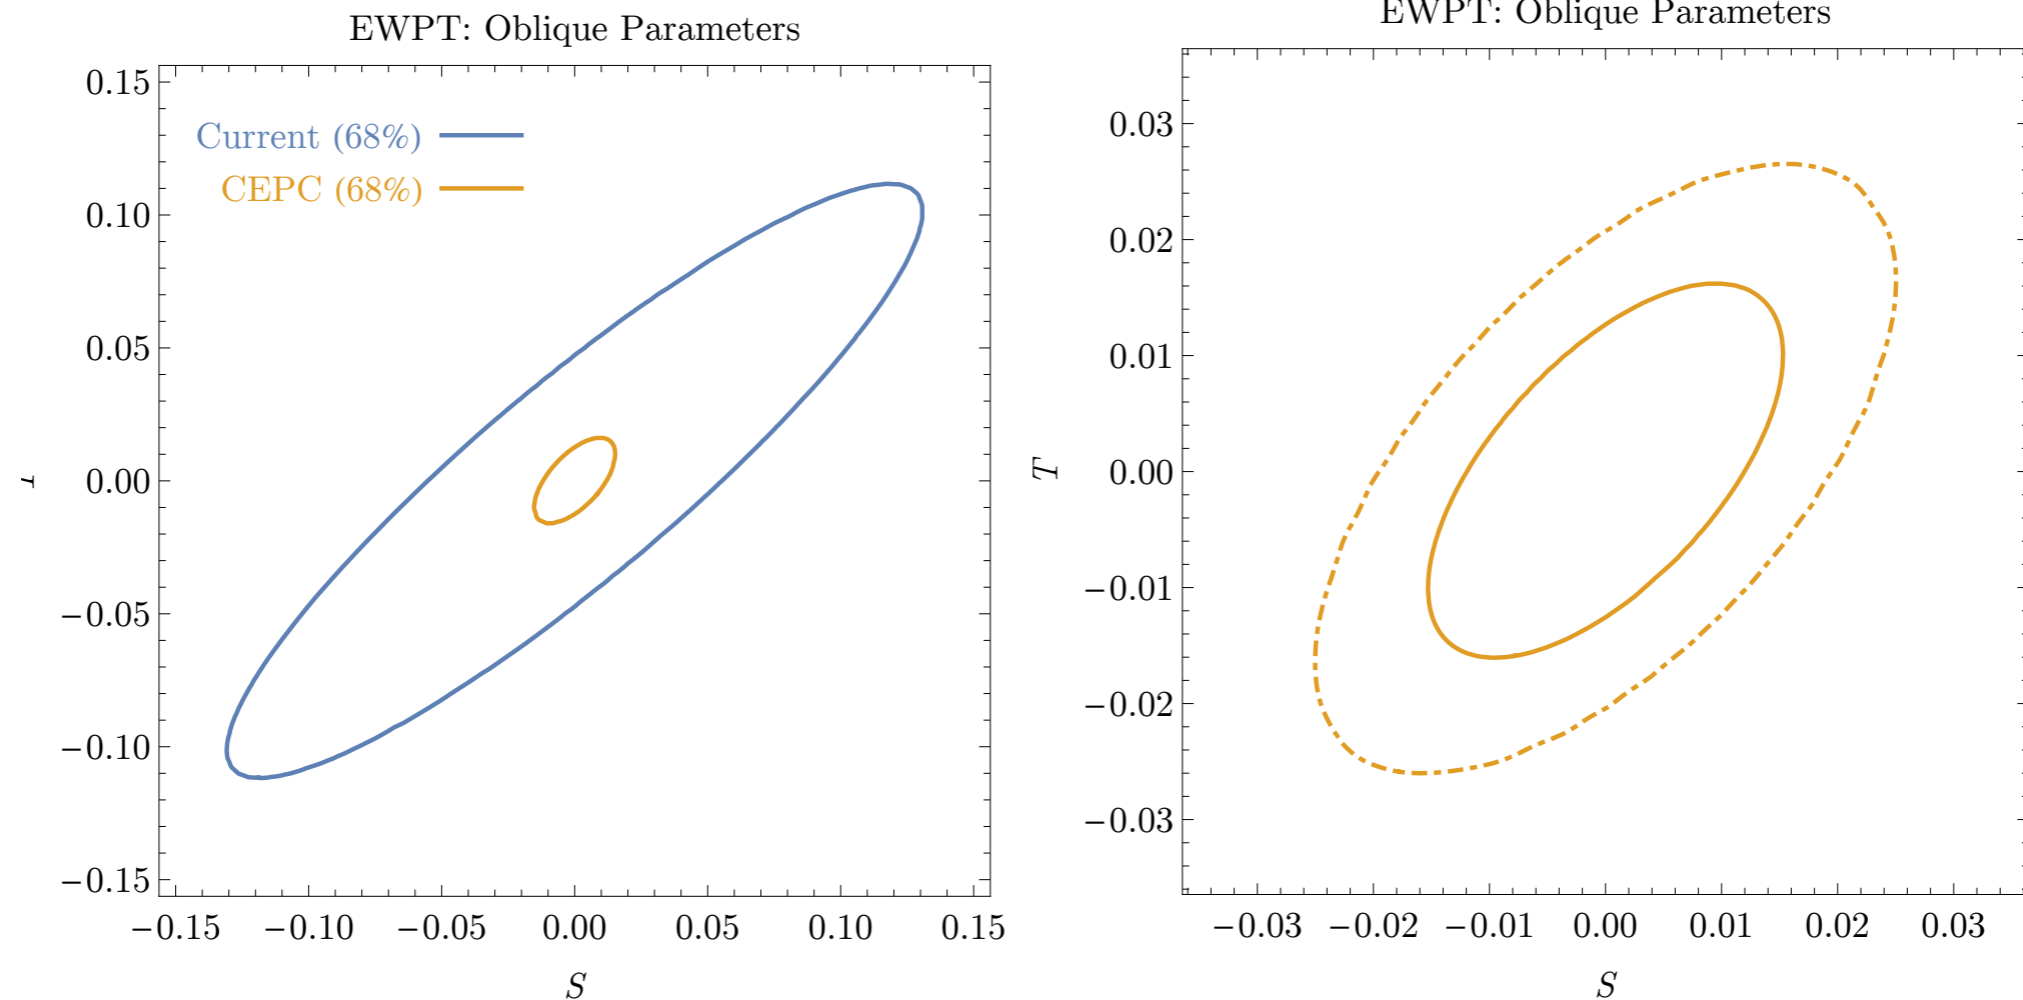 EWPT: Oblique Parameters
0.15
Current (68%)
CEPC (68%)
0.10
0.05
0.00
−0.05
−0.10
−0.15
−0.15 −0.10 −0.05 0.00 0.05 0.10 0.15
S
EWPT: Oblique Parameters
0.03
0.02
0.01
T
0.00
−0.01
−0.02
−0.03
−0.03 −0.02 −0.01 0.00 0.01 0.02 0.03
S